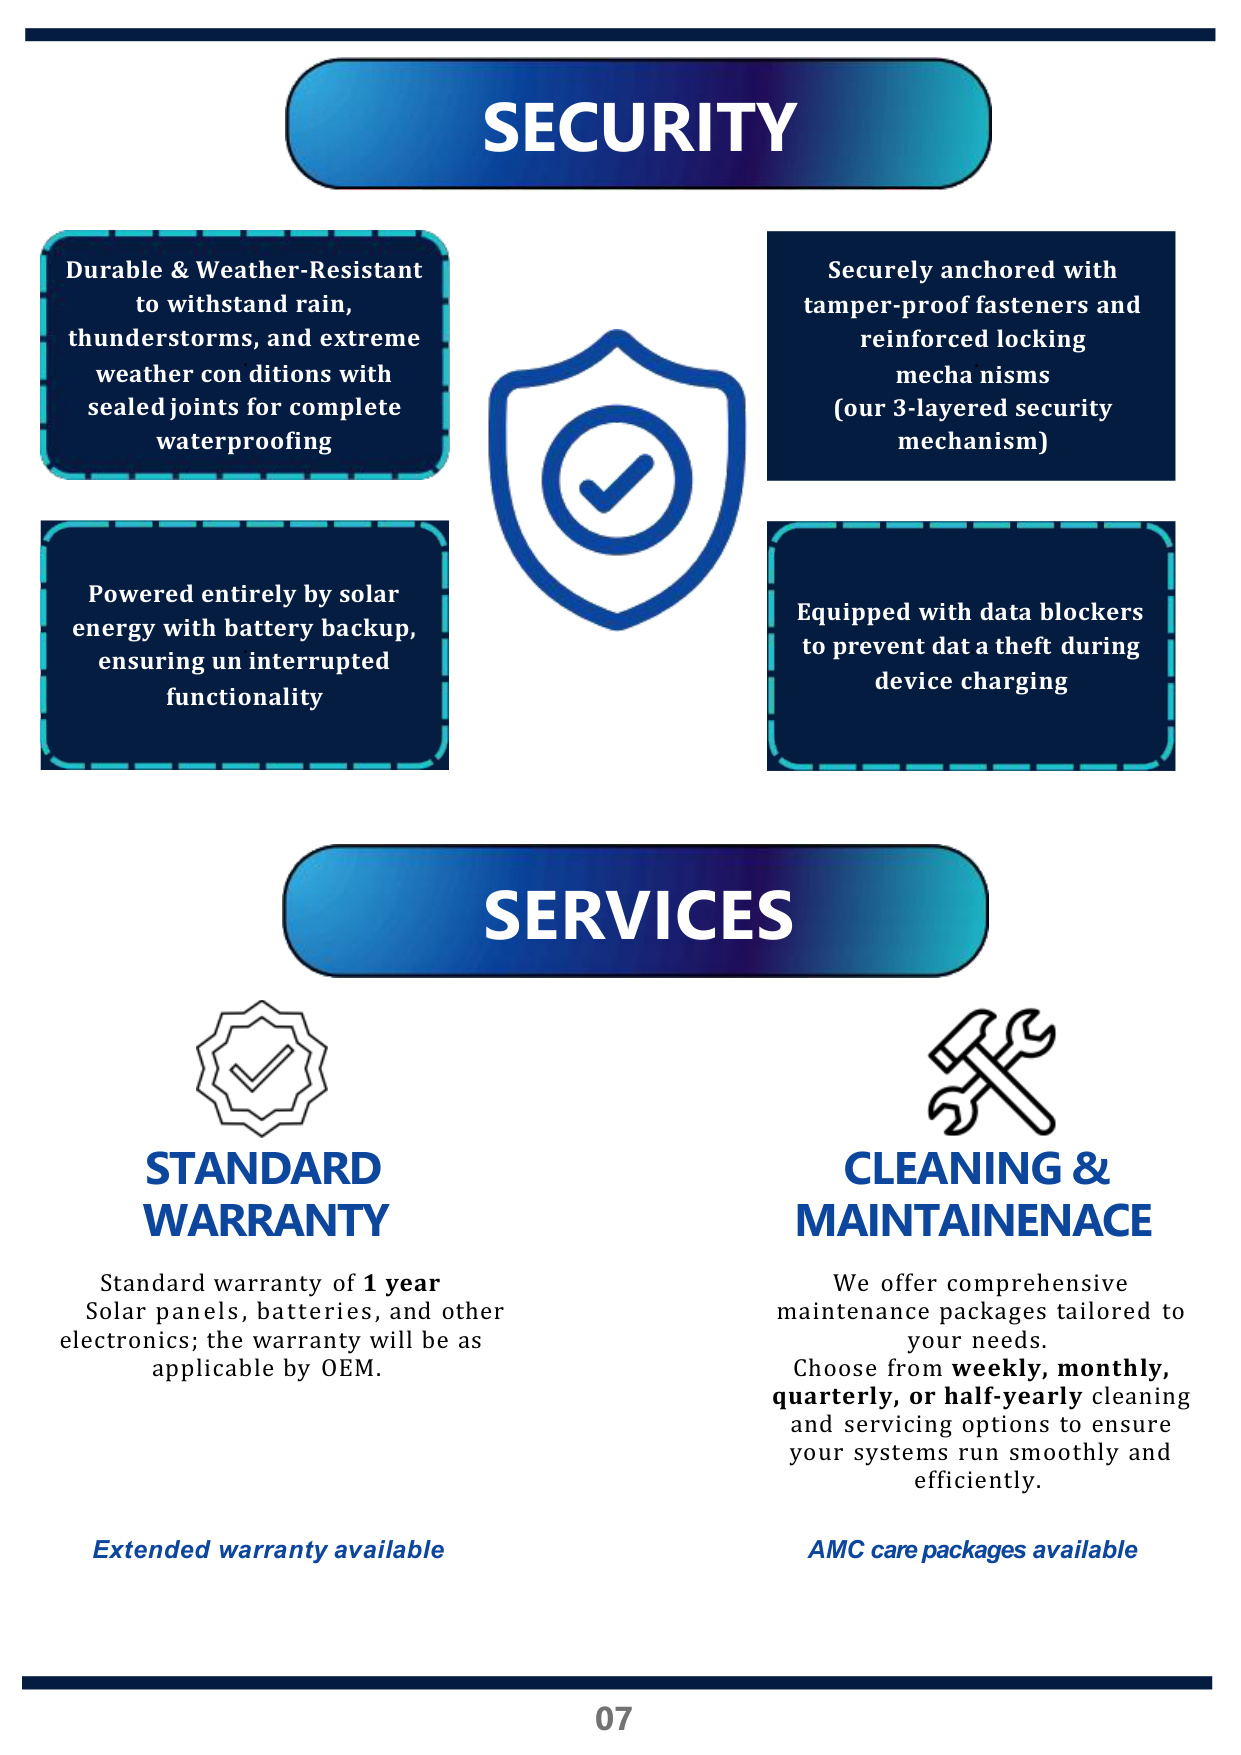 SECURITY
Durable & Weather-Resistant
to withstand rain,
thunderstorms, and extreme
weather con ditions with
sealed joints for complete
waterproofing
Securely anchored with
tamper-proof fasteners and
reinforced locking
mecha nisms
(our 3-layered security
mechanism)
Powered entirely by solar
energy with battery backup,
ensuring un interrupted
functionality
Equipped with data blockers
to prevent dat a theft during
device charging
SERVICES
STANDARD
WARRANTY
Standard warranty of 1 year
Solar panels, batteries, and other
electronics; the warranty will be as
applicable by OEM.
Extended warranty available
CLEANING &
MAINTAINENACE
We offer comprehensive
maintenance packages tailored to
your needs.
Choose from weekly, monthly,
quarterly, or half-yearly cleaning
and servicing options to ensure
your systems run smoothly and
efficiently.
AMC care packages available
07